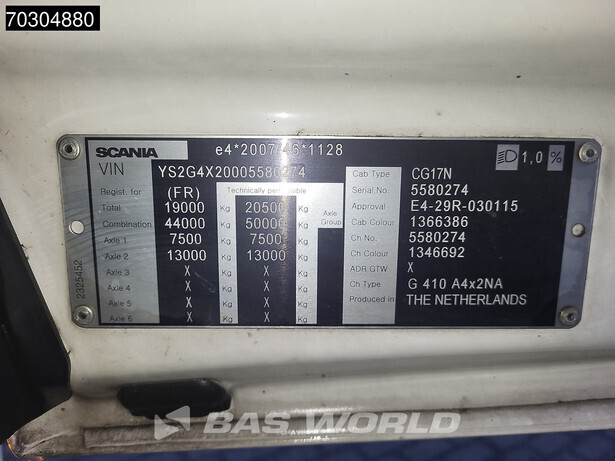 70304880
SCANIA e4*2007/46*1128 1,0 %
VIN YS2G4X20005580274
Regist. for (FR) Technically permissible
Total 19000 Kg 20500 Kg
Combination 44000 Kg 50000 Kg
Axle 1 7500 Kg 7500 Kg
Axle 2 13000 Kg 13000 Kg
Axle 3 X Kg X Kg
Axle 4 X Kg X Kg
Axle 5 X Kg X Kg
Axle 6 X Kg X Kg
Axle Group
Cab Type CG17N
Serial No. 5580274
Approval E4-29R-030115
Cab Colour 1366386
Ch No. 5580274
Ch Colour 1346692
ADR GTW X
Ch Type G 410 A4x2NA
Produced in THE NETHERLANDS
2325452
BAS WORLD